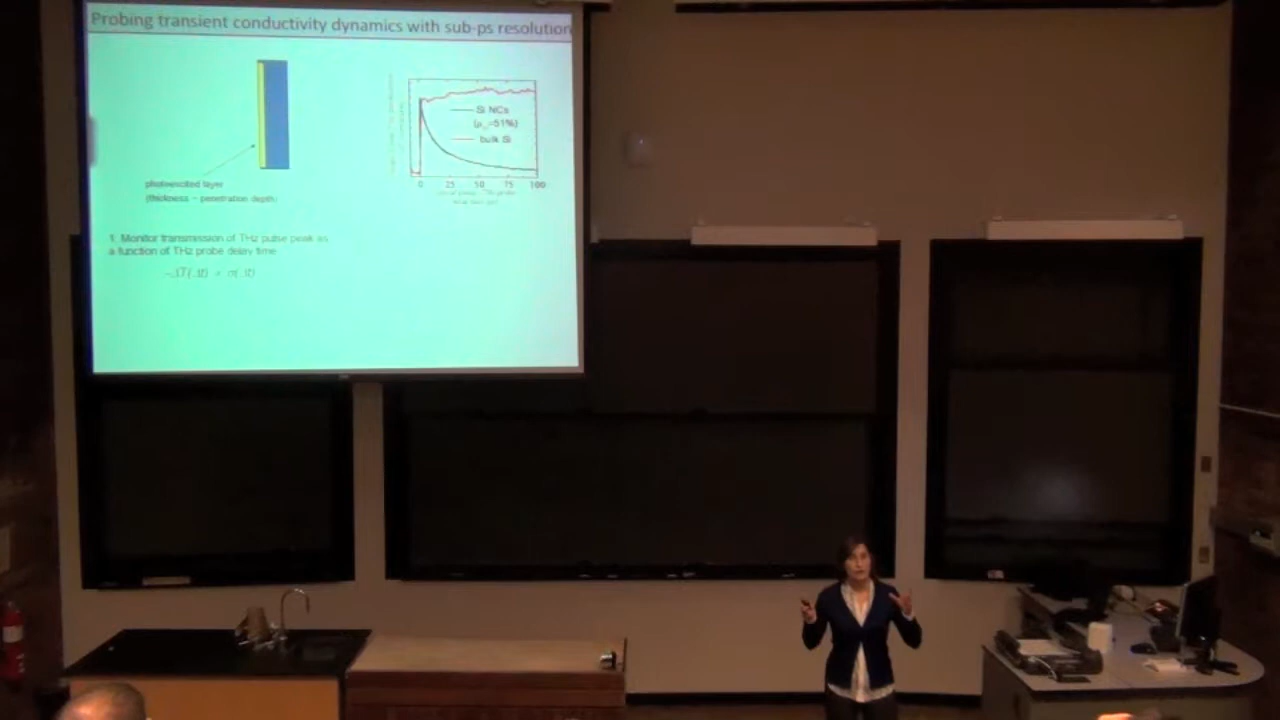 Probing transient conductivity dynamics with sub-ps resolution
Si NCs
bulk Si
0 25 50 75 100
photoexcited layer
(thickness ~ penetration depth)
1. Monitor transmission of THz pulse peak as
a function of THz probe delay time